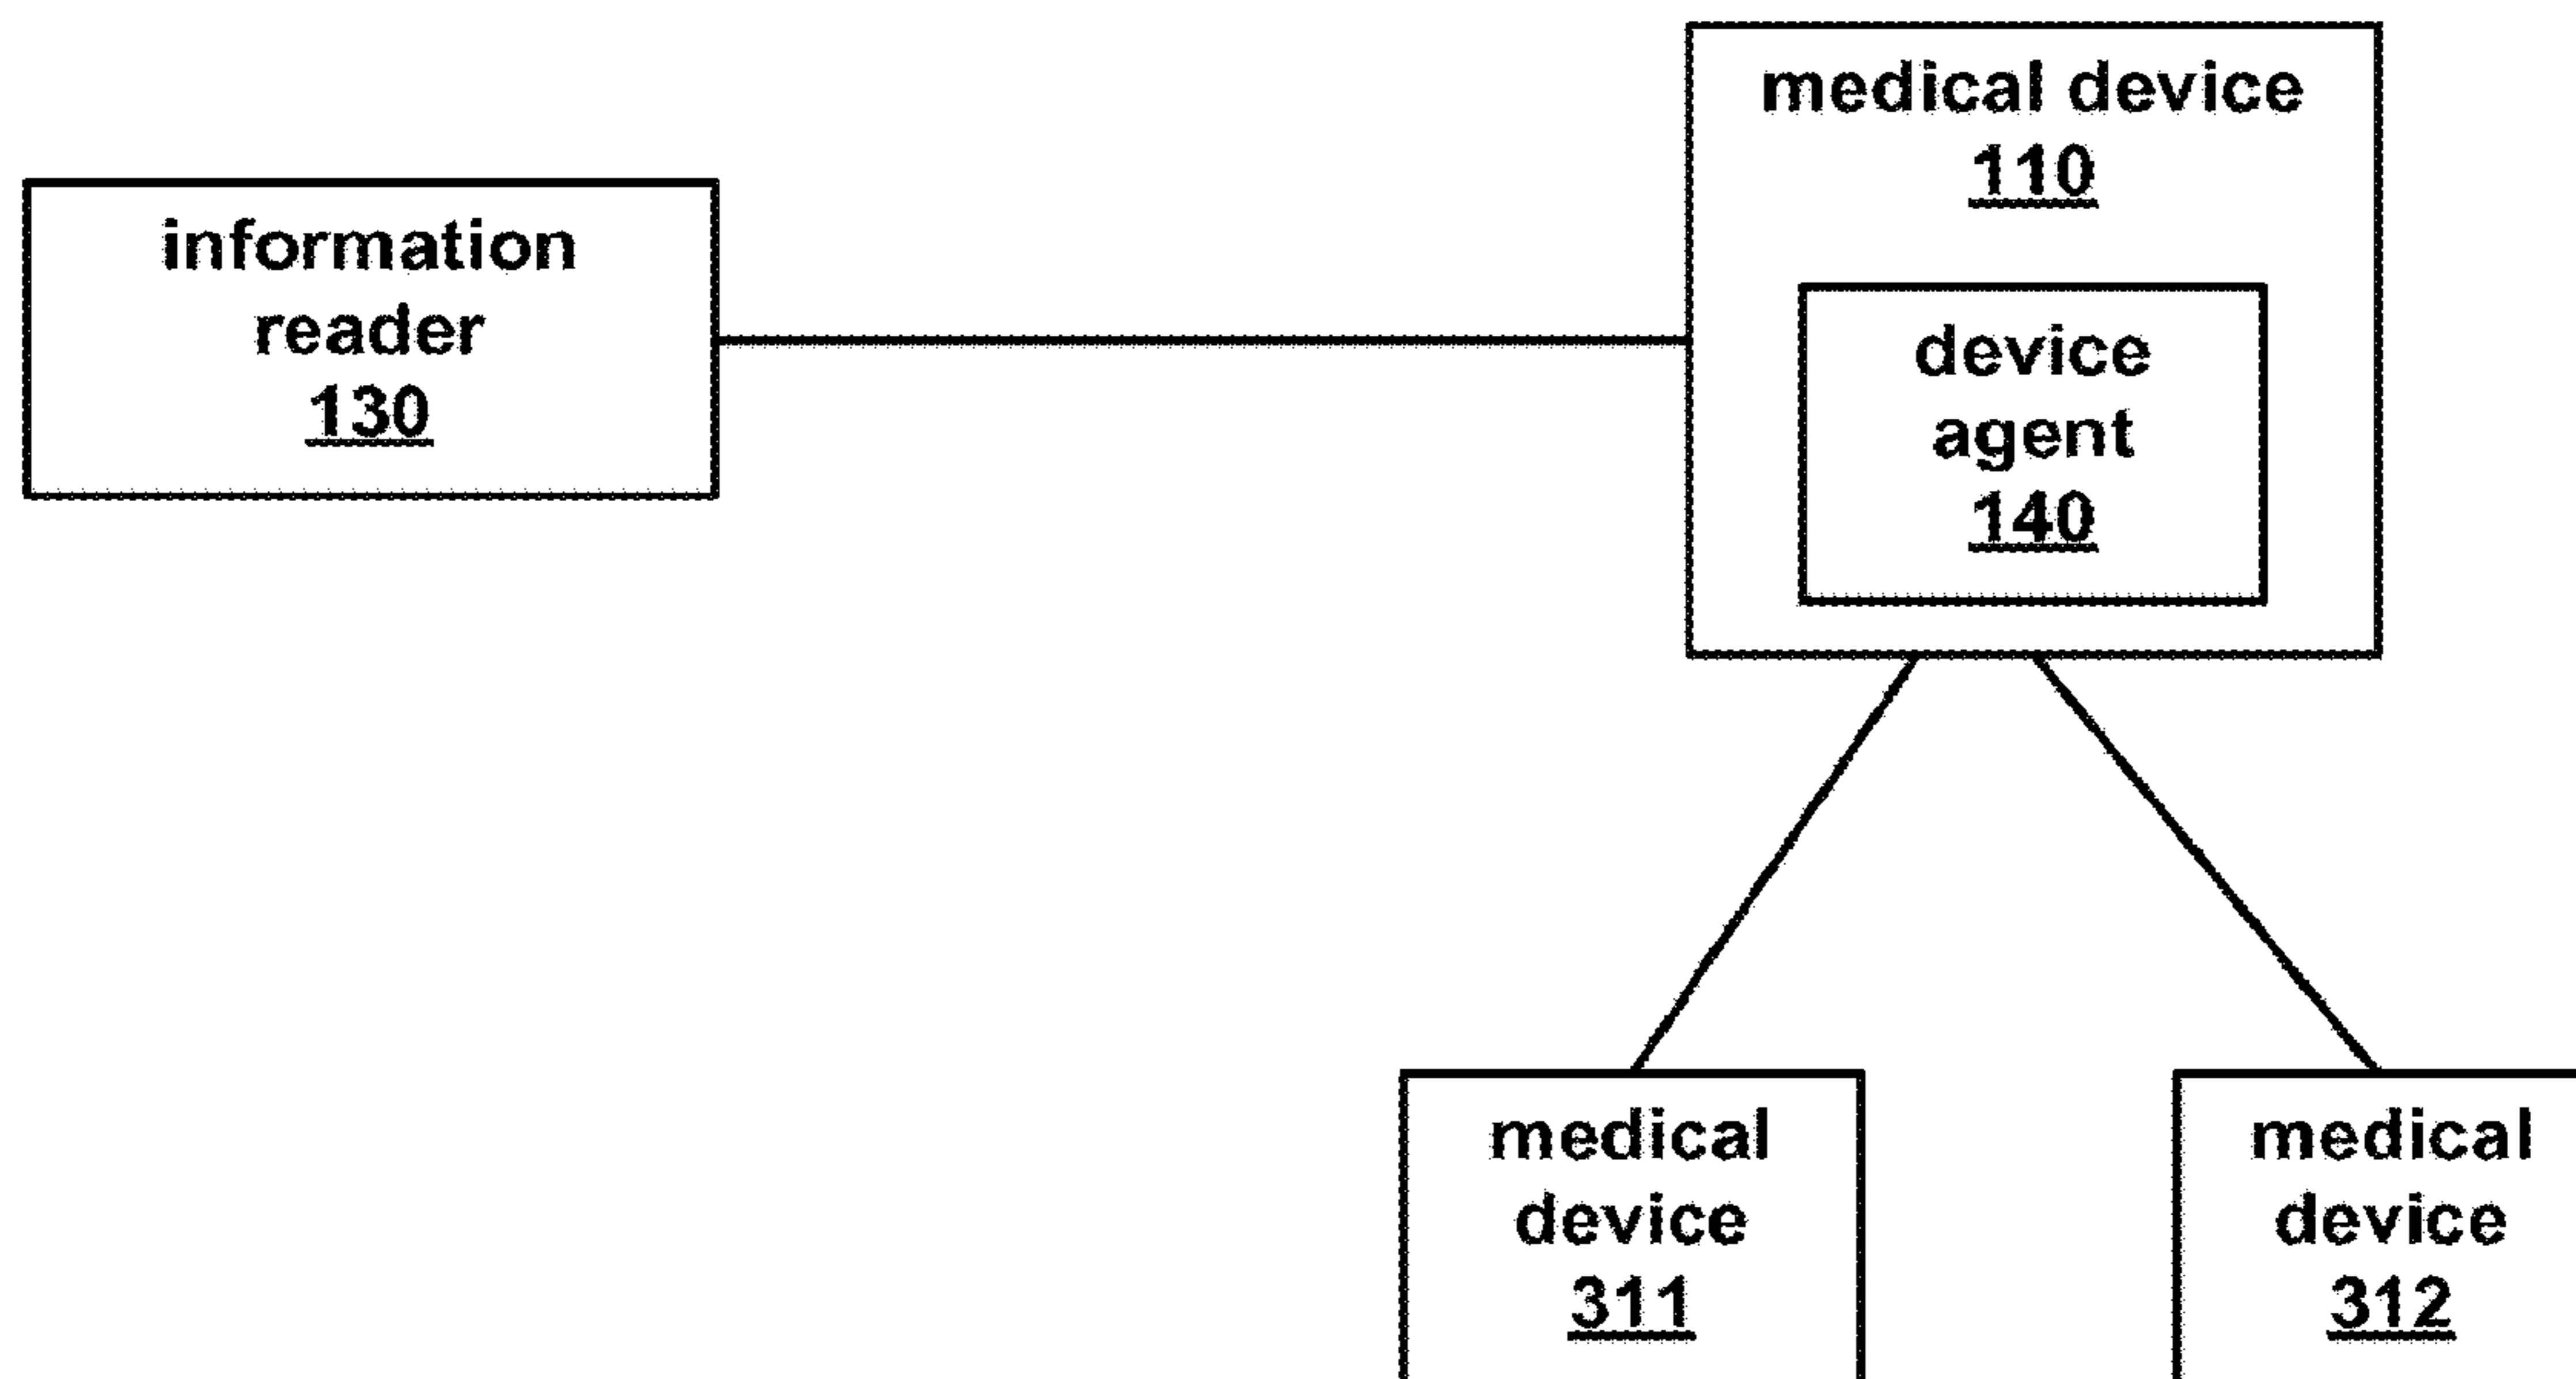 medical device
110
information
reader
130
device
agent
140
medical
device
311
medical
device
312